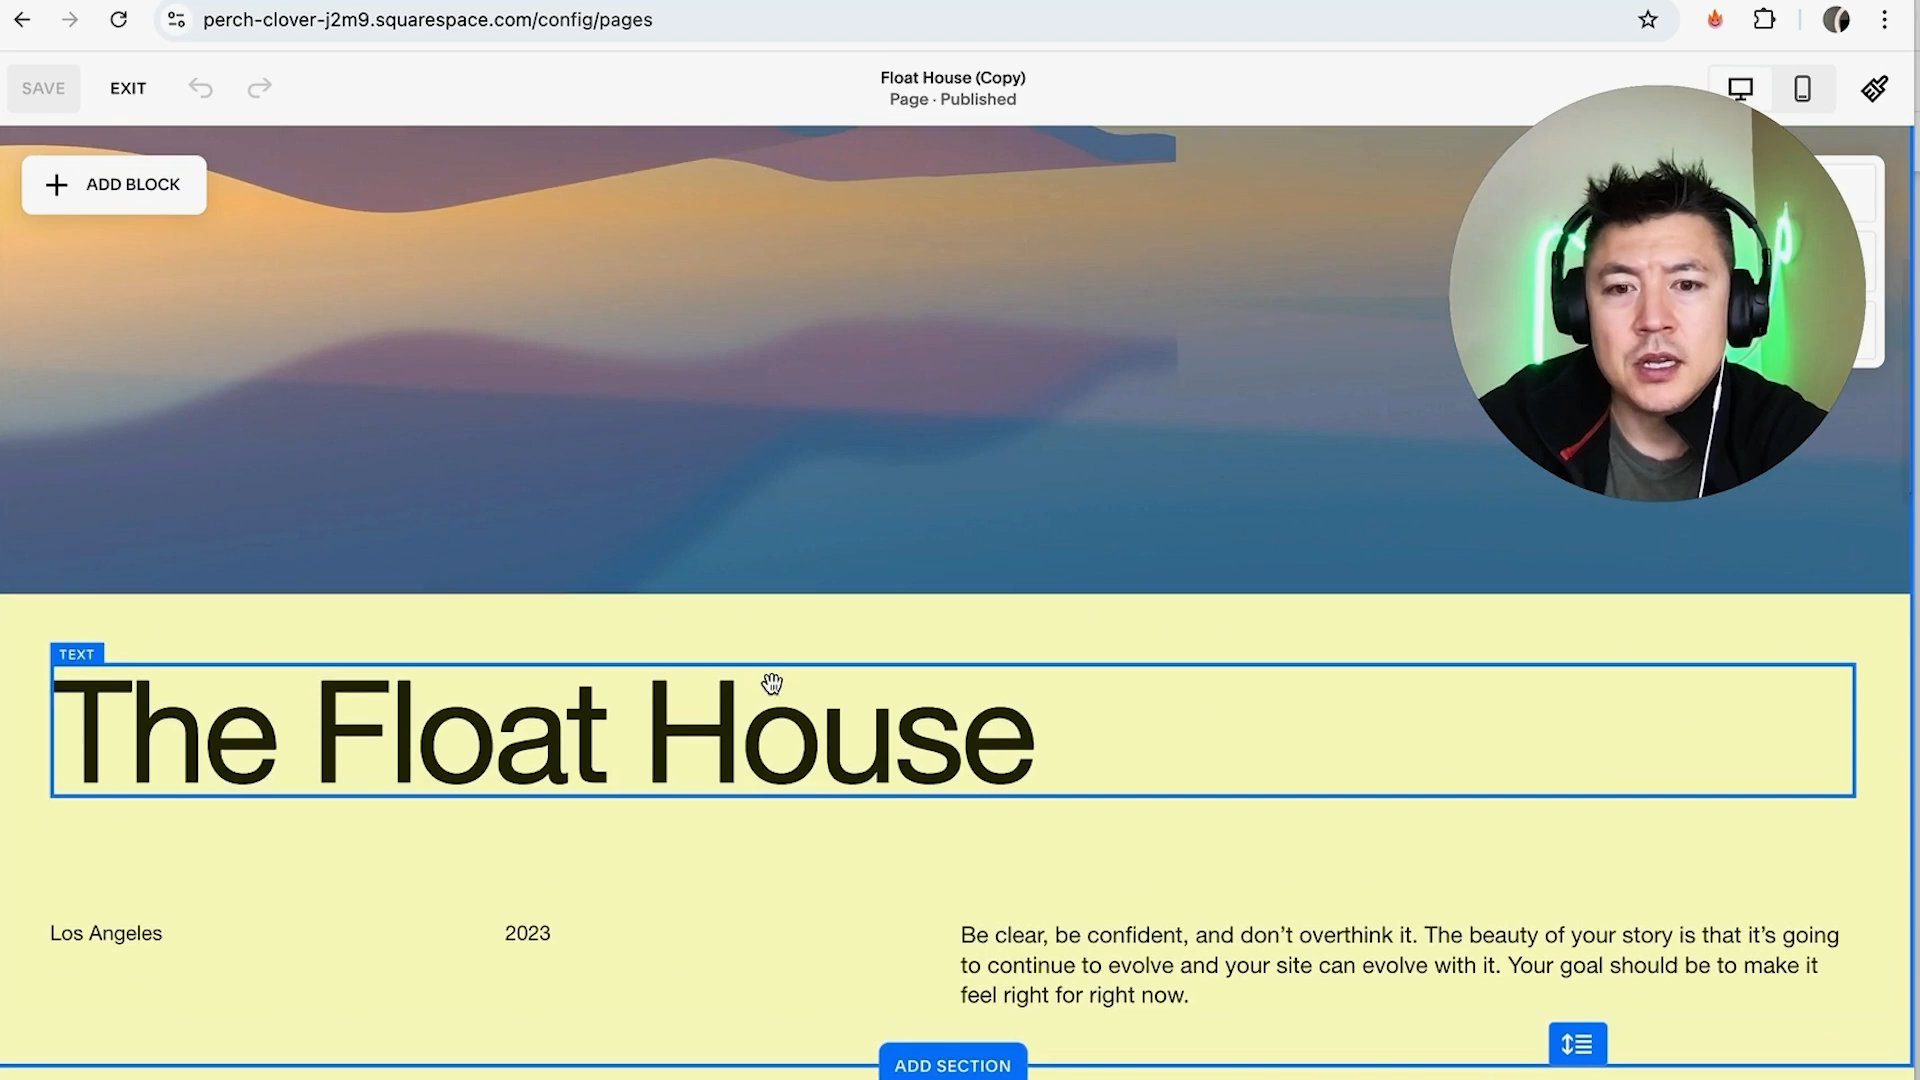 perch-clover-j2m9.squarespace.com/config/pages
SAVE
EXIT
Float House (Copy)
Page · Published
ADD BLOCK
TEXT
The Float House
Los Angeles
2023
Be clear, be confident, and don’t overthink it. The beauty of your story is that it’s going
to continue to evolve and your site can evolve with it. Your goal should be to make it
feel right for right now.
ADD SECTION